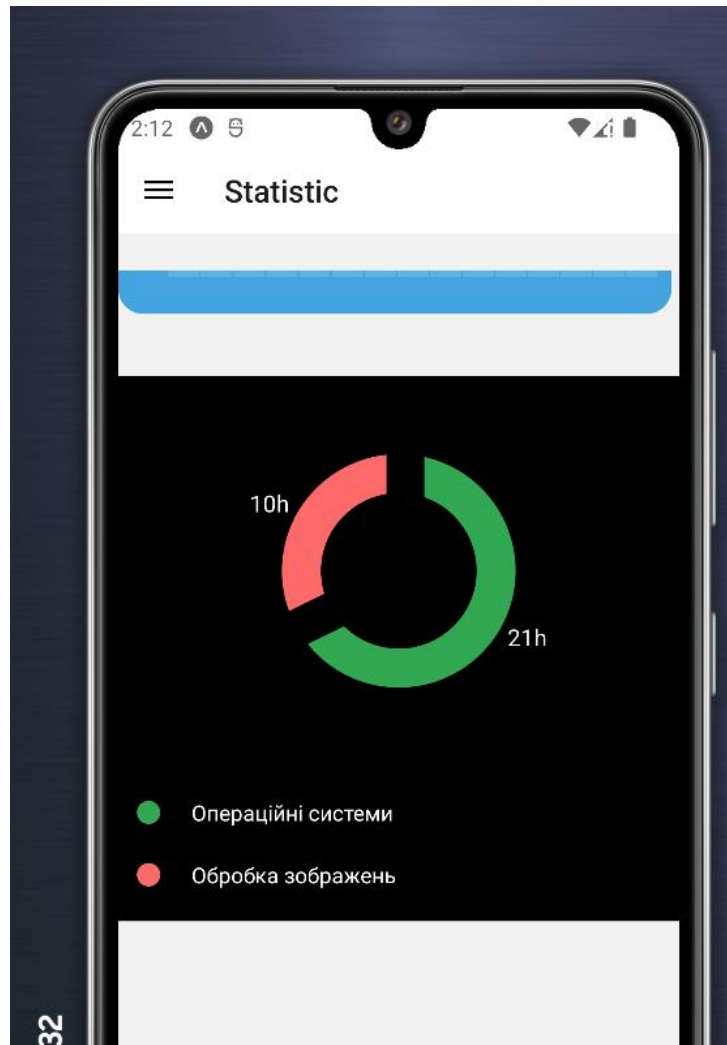 2:12
Statistic
10h
21h
Операційні системи
Обробка зображень
32